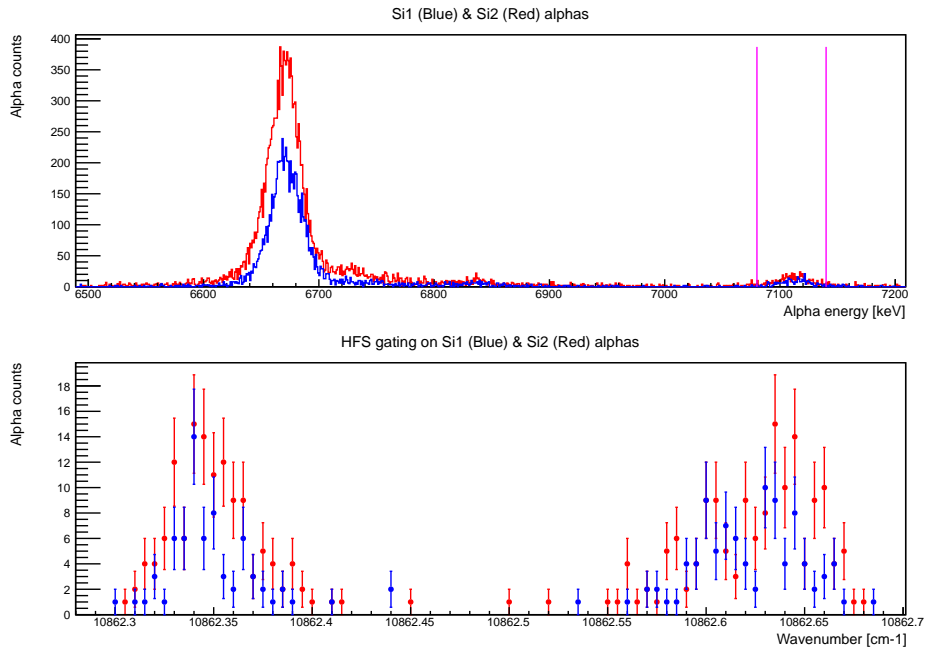 Si1 (Blue) & Si2 (Red) alphas
Alpha counts
400
350
300
250
200
150
100
50
0
6500 6600 6700 6800 6900 7000 7100 7200
Alpha energy [keV]
HFS gating on Si1 (Blue) & Si2 (Red) alphas
Alpha counts
18
16
14
12
10
8
6
4
2
0
10862.3 10862.35 10862.4 10862.45 10862.5 10862.55 10862.6 10862.65 10862.7
Wavenumber [cm-1]